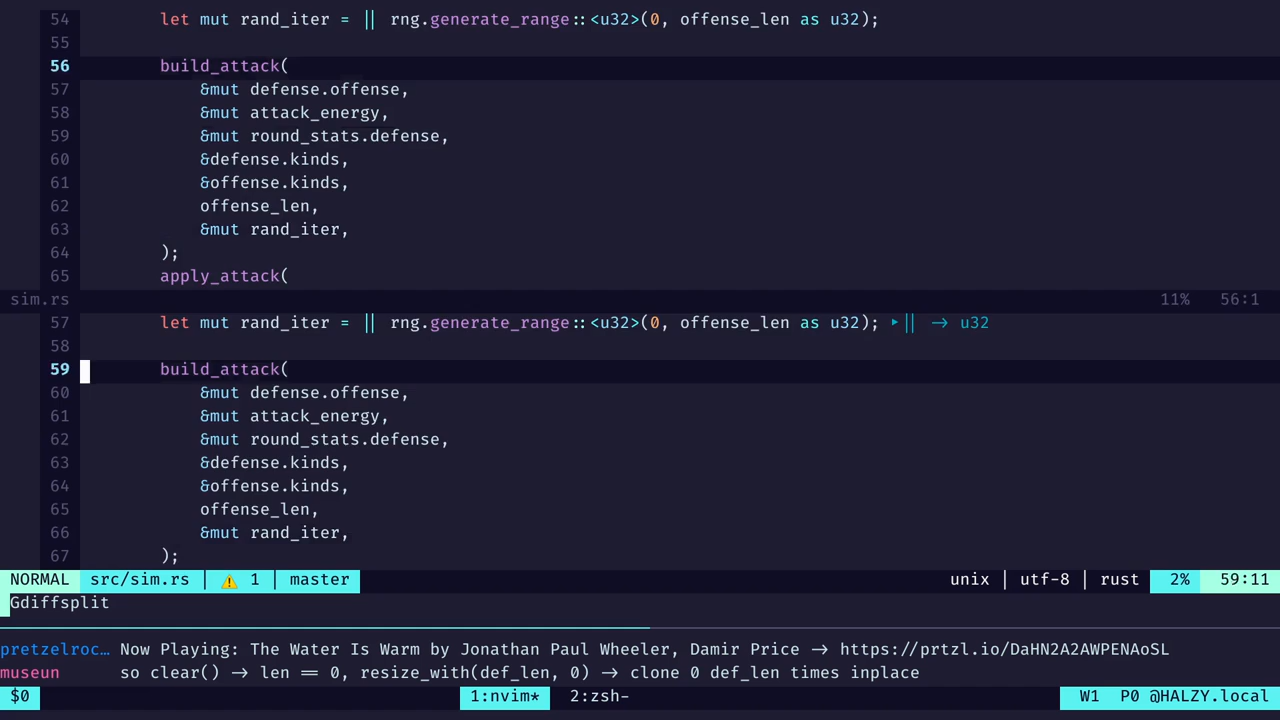 54 let mut rand_iter = || rng.generate_range::<u32>(0, offense_len as u32);
55
56 build_attack(
57 &mut defense.offense,
58 &mut attack_energy,
59 &mut round_stats.defense,
60 &defense.kinds,
61 &offense.kinds,
62 offense_len,
63 &mut rand_iter,
64 );
65 apply_attack(
sim.rs 11% 56:1
57 let mut rand_iter = || rng.generate_range::<u32>(0, offense_len as u32); ‣|| → u32
58
59 build_attack(
60 &mut defense.offense,
61 &mut attack_energy,
62 &mut round_stats.defense,
63 &defense.kinds,
64 &offense.kinds,
65 offense_len,
66 &mut rand_iter,
67 );
NORMAL src/sim.rs | ⚠️ 1 | master unix | utf-8 | rust 2% 59:11
Gdiffsplit
pretzelroc… Now Playing: The Water Is Warm by Jonathan Paul Wheeler, Damir Price → https://prtzl.io/DaHN2A2AWPENAoSL
museun so clear() → len == 0, resize_with(def_len, 0) → clone 0 def_len times inplace
$0 1:nvim* 2:zsh- W1 P0 @HALZY.local